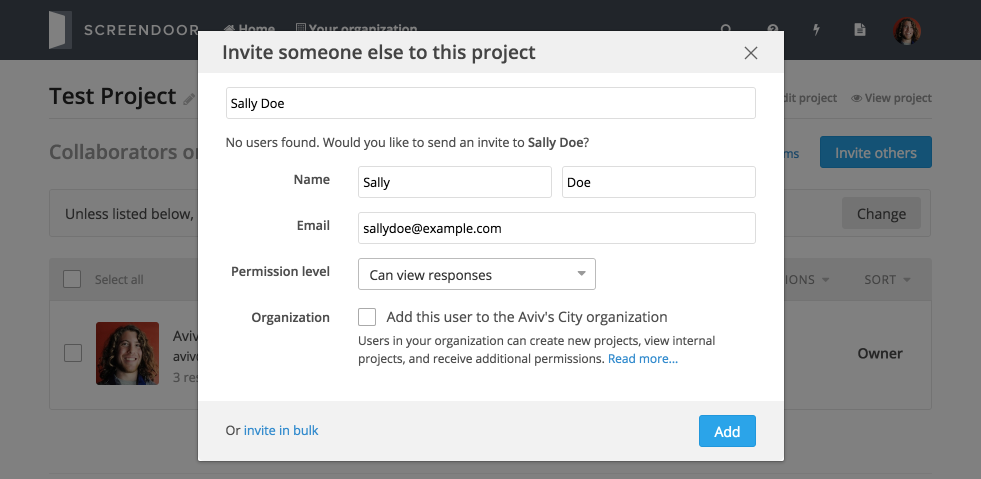 SCREENDOOR
Home
Your organization
Invite someone else to this project
Test Project
Sally Doe
edit project
View project
No users found. Would you like to send an invite to Sally Doe?
Collaborators
Invite others
Name
Sally
Doe
Email
sallydoe@example.com
Unless listed below,
Change
Permission level
Can view responses
Select all
SORT
Organization
Add this user to the Aviv's City organization
Users in your organization can create new projects, view internal
projects, and receive additional permissions. Read more...
Aviv
Owner
Or invite in bulk
Add